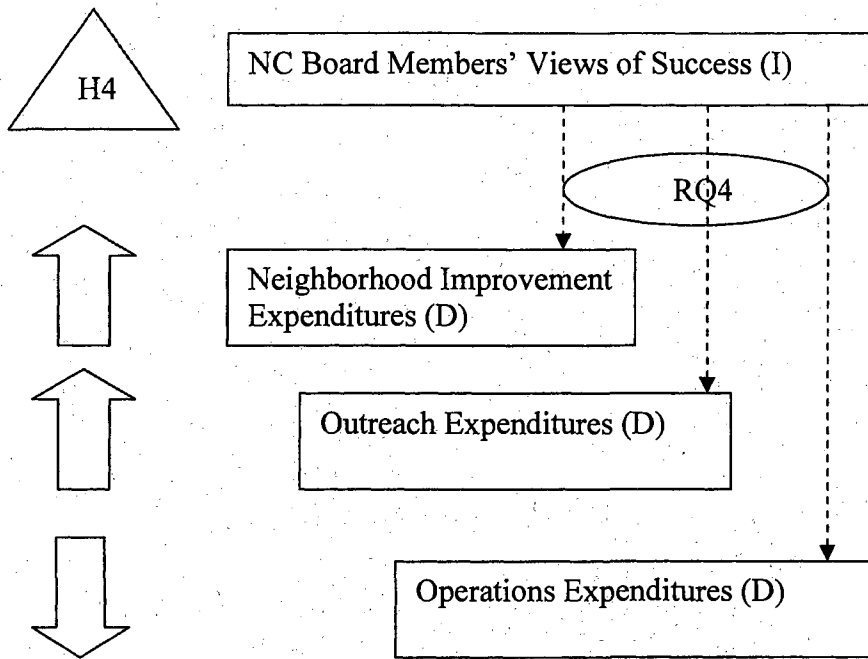 H4
NC Board Members' Views of Success (I)
RQ4
Neighborhood Improvement
Expenditures (D)
Outreach Expenditures (D)
Operations Expenditures (D)